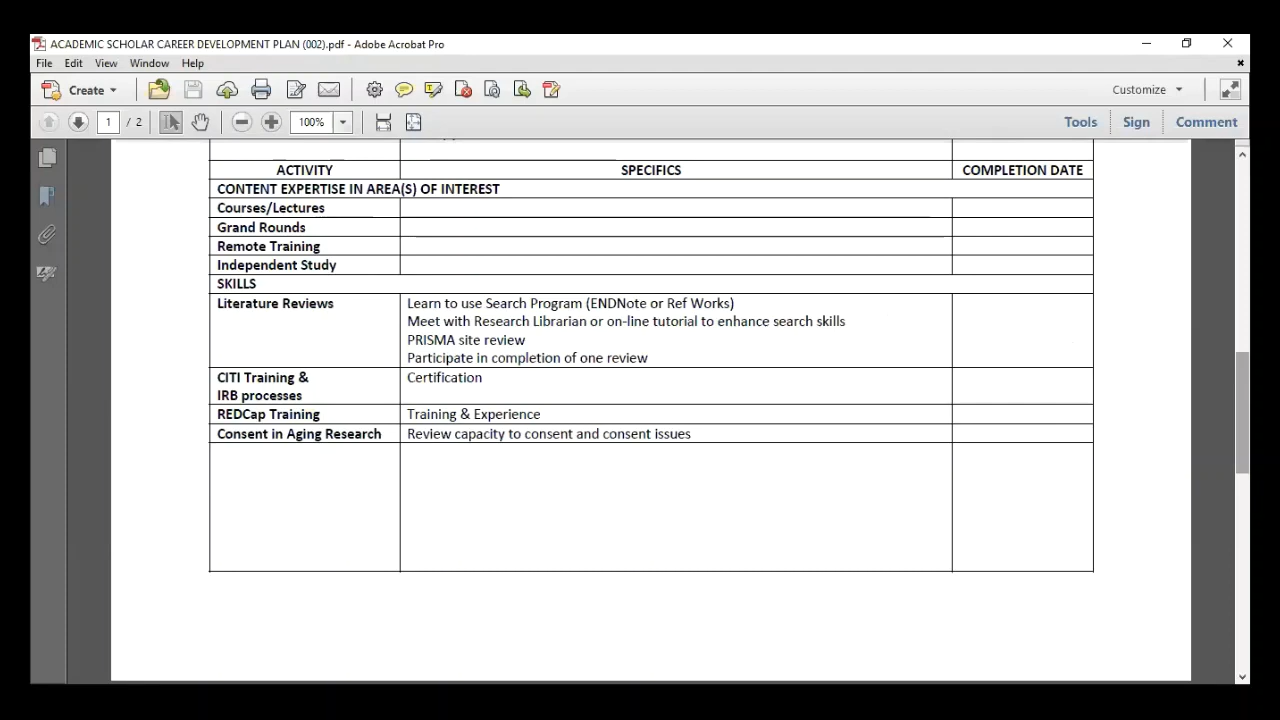 ACADEMIC SCHOLAR CAREER DEVELOPMENT PLAN (002).pdf - Adobe Acrobat Pro
File Edit View Window Help
Create Customize
1 / 2 100% Tools Sign Comment
ACTIVITY SPECIFICS COMPLETION DATE
CONTENT EXPERTISE IN AREA(S) OF INTEREST
Courses/Lectures
Grand Rounds
Remote Training
Independent Study
SKILLS
Literature Reviews Learn to use Search Program (ENDNote or Ref Works)
Meet with Research Librarian or on-line tutorial to enhance search skills
PRISMA site review
Participate in completion of one review
CITI Training & Certification
IRB processes
REDCap Training Training & Experience
Consent in Aging Research Review capacity to consent and consent issues